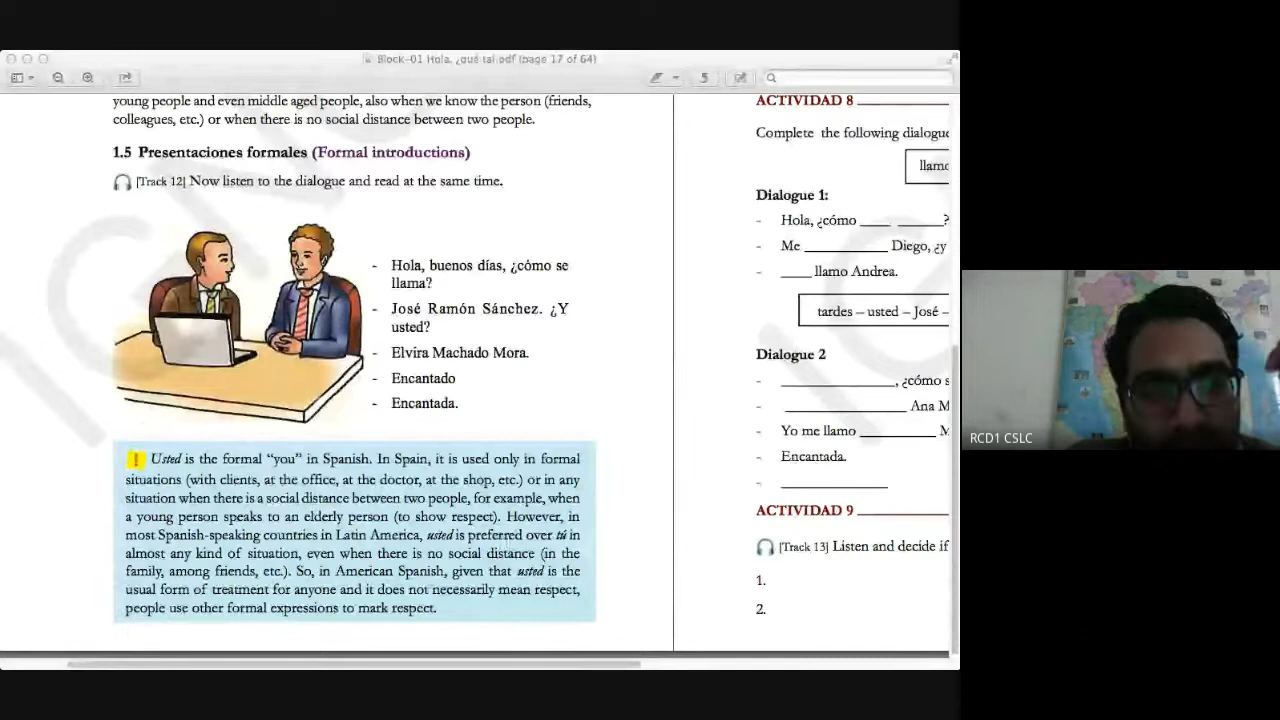 Block-01 Hola, ¿qué tal.pdf (page 17 of 64)
young people and even middle aged people, also when we know the person (friends,
colleagues, etc.) or when there is no social distance between two people.
1.5 Presentaciones formales (Formal introductions)
[Track 12] Now listen to the dialogue and read at the same time.
- Hola, buenos días, ¿cómo se
llama?
- José Ramón Sánchez. ¿Y
usted?
- Elvira Machado Mora.
- Encantado
- Encantada.
! Usted is the formal “you” in Spanish. In Spain, it is used only in formal
situations (with clients, at the office, at the doctor, at the shop, etc.) or in any
situation when there is a social distance between two people, for example, when
a young person speaks to an elderly person (to show respect). However, in
most Spanish-speaking countries in Latin America, usted is preferred over tú in
almost any kind of situation, even when there is no social distance (in the
family, among friends, etc.). So, in American Spanish, given that usted is the
usual form of treatment for anyone and it does not necessarily mean respect,
people use other formal expressions to mark respect.
ACTIVIDAD 8
Complete the following dialogue
llamo
Dialogue 1:
- Hola, ¿cómo ____ ______?
- Me ___________ Diego, ¿y
- ____ llamo Andrea.
tardes – usted – José –
Dialogue 2
- _______________, ¿cómo s
- ________________ Ana M
- Yo me llamo __________ M
- Encantada.
- ______________
ACTIVIDAD 9
[Track 13] Listen and decide if
1.
2.
RCD1 CSLC